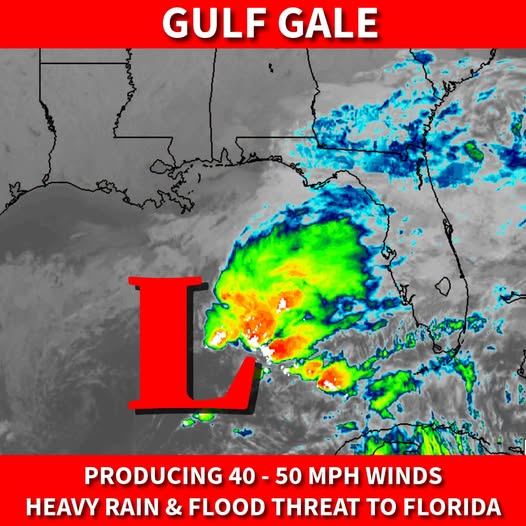 GULF GALE
L
PRODUCING 40 - 50 MPH WINDS
HEAVY RAIN & FLOOD THREAT TO FLORIDA